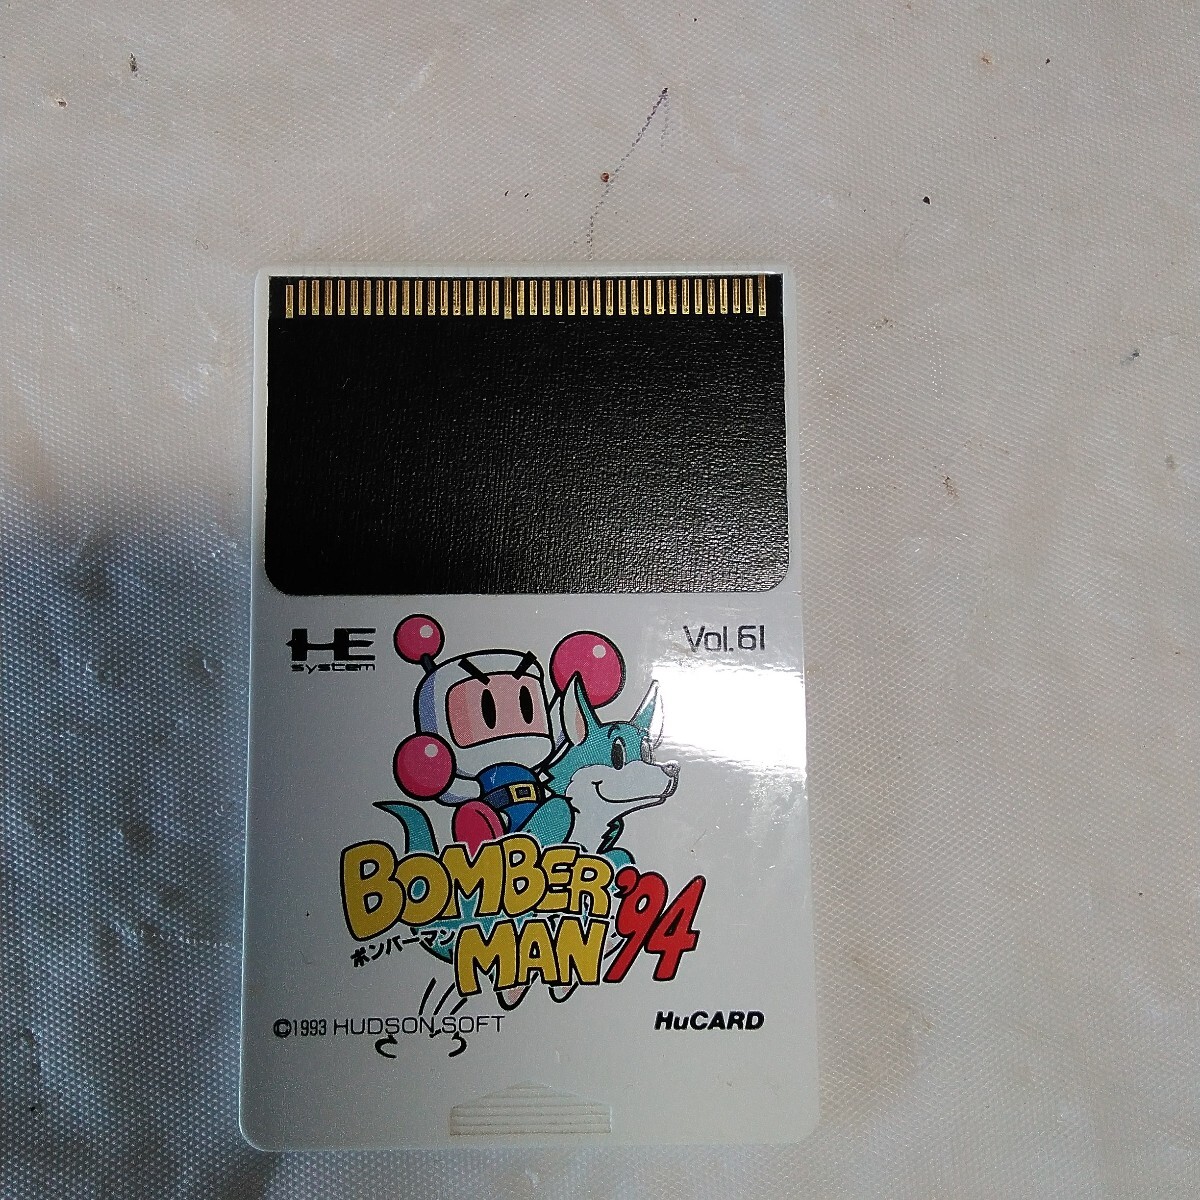 HE
system
Vol.61
BOMBER
MAN '94
ボンバーマン
©1993 HUDSON SOFT
HuCARD